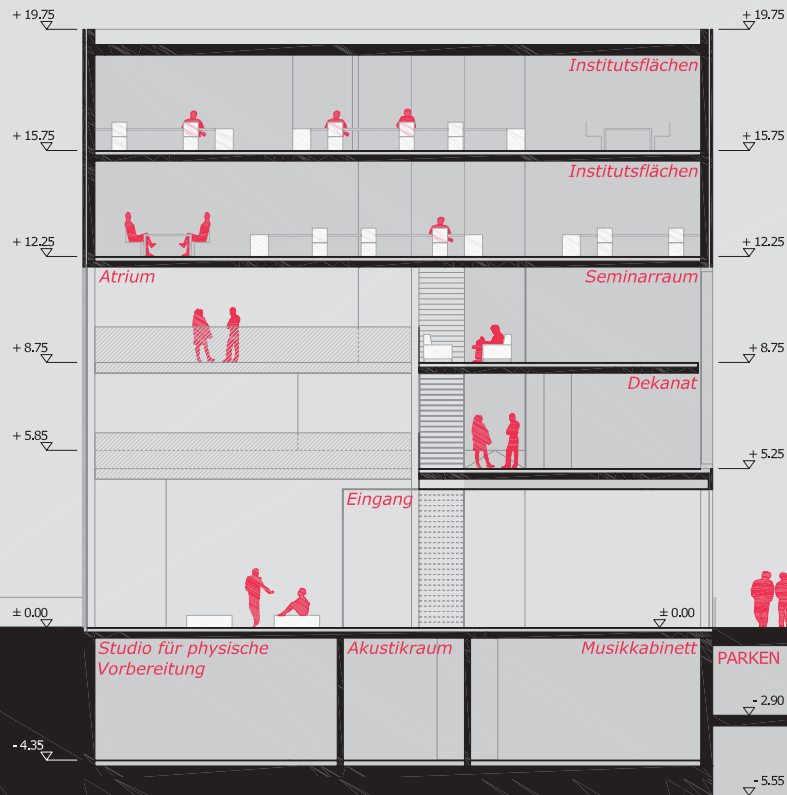 + 19.75
+ 19.75
Institutsflächen
+ 15.75
+ 15.75
Institutsflächen
+ 12.25
+ 12.25
Atrium
Seminarraum
+ 8.75
+ 8.75
Dekanat
+ 5.85
+ 5.25
Eingang
± 0.00
± 0.00
Studio für physische
Vorbereitung
Akustikraum
Musikkabinett
PARKEN
- 2.90
- 4.35
- 5.55